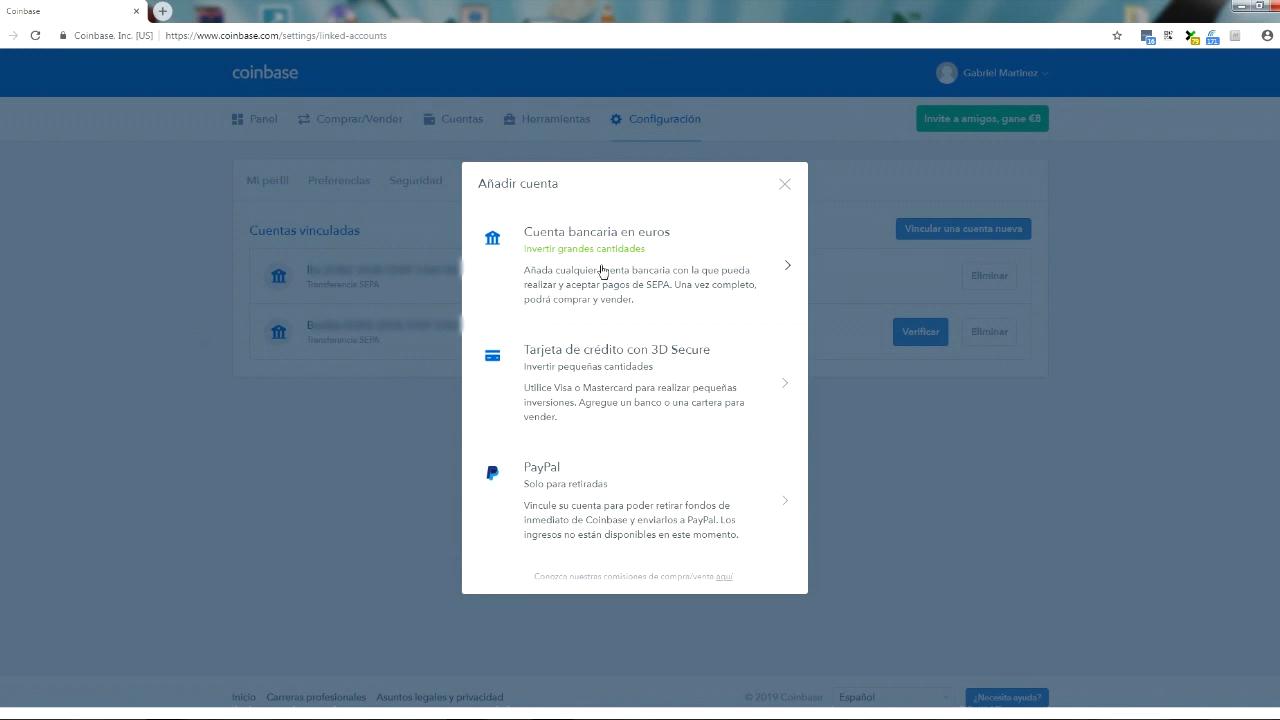 Coinbase
Coinbase, Inc. [US]
https://www.coinbase.com/settings/linked-accounts
16
79
171
coinbase
Gabriel Martinez
Panel
Comprar/Vender
Cuentas
Herramientas
Configuración
Invite a amigos, gane €8
Mi perfil
Preferencias
Seguridad
Cuentas vinculadas
Vincular una cuenta nueva
Transferencia SEPA
Eliminar
Transferencia SEPA
Verificar
Eliminar
Añadir cuenta
Cuenta bancaria en euros
Invertir grandes cantidades
Añada cualquier cuenta bancaria con la que pueda
realizar y aceptar pagos de SEPA. Una vez completo,
podrá comprar y vender.
Tarjeta de crédito con 3D Secure
Invertir pequeñas cantidades
Utilice Visa o Mastercard para realizar pequeñas
inversiones. Agregue un banco o una cartera para
vender.
PayPal
Solo para retiradas
Vincule su cuenta para poder retirar fondos de
inmediato de Coinbase y enviarlos a PayPal. Los
ingresos no están disponibles en este momento.
Conozca nuestras comisiones de compra/venta aquí
Inicio
Carreras profesionales
Asuntos legales y privacidad
© 2019 Coinbase
Español
¿Necesita ayuda?